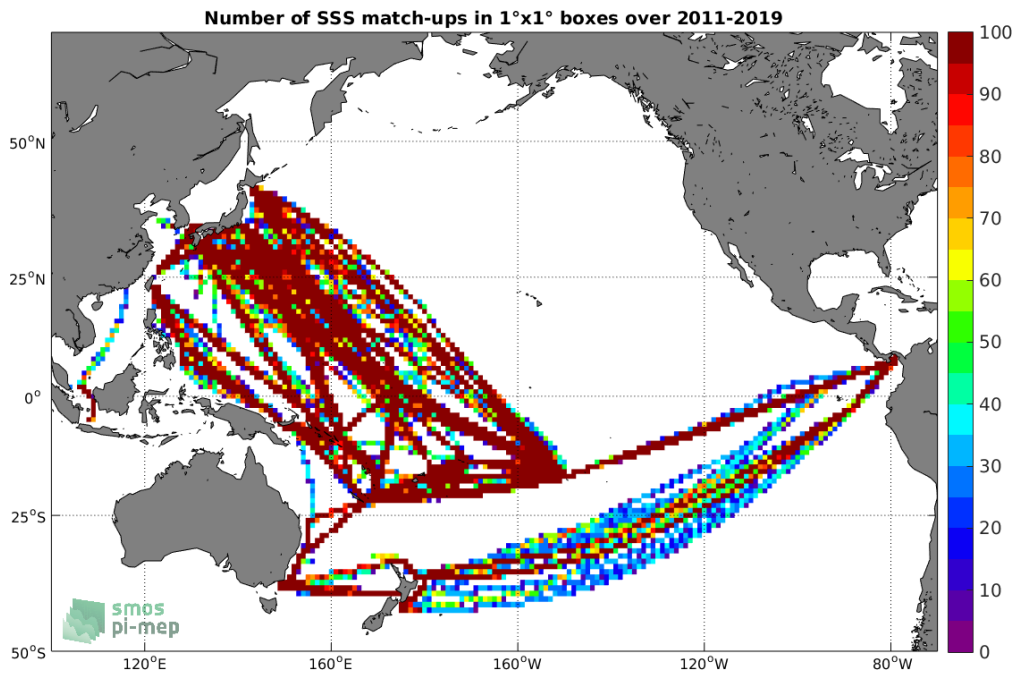 Number of SSS match-ups in 1°x1° boxes over 2011-2019
50°N
25°N
0°
25°S
50°S
120°E
160°E
160°W
120°W
80°W
100
90
80
70
60
50
40
30
20
10
0
smos
pi-mep